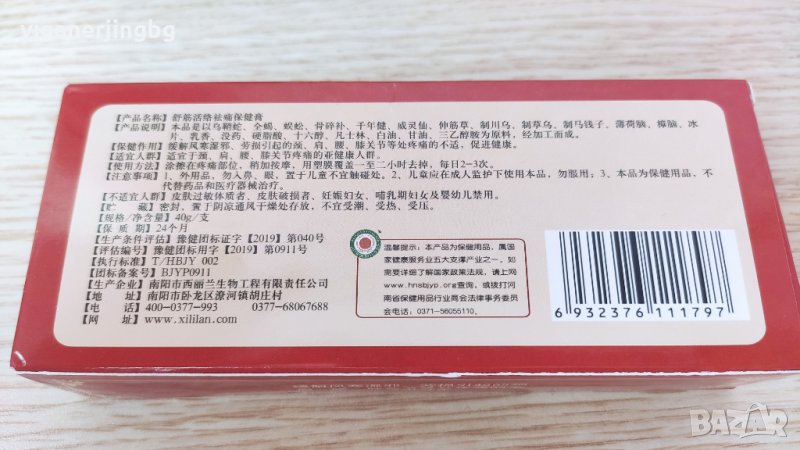 visanerjingbg
【产品名称】舒筋活络祛痛保健膏
【产品说明】本品是以乌鞘蛇、全蝎、蜈蚣、骨碎补、千年健、威灵仙、伸筋草、制川乌、制草乌、制马钱子、薄荷脑、樟脑、冰
片、乳香、没药、硬脂酸、十六醇、凡士林、白油、甘油、三乙醇胺为原料，经加工而成。
【保健作用】缓解风寒湿邪、劳损引起的颈、肩、腰、膝关节等处疼痛的不适，促进健康。
【适宜人群】适宜于颈、肩、腰、膝关节疼痛的亚健康人群。
【使用方法】涂擦在疼痛部位，稍加按摩，用塑膜覆盖一至二小时去掉，每日2-3次。
【注意事项】1、外用品，勿入鼻、眼，置于儿童不宜触碰处。2、儿童应在成人监护下使用本品，勿服用；3、本品为保健用品，不
代替药品和医疗器械治疗。
【不适宜人群】皮肤过敏体质者、皮肤破损者、妊娠妇女、哺乳期妇女及婴幼儿禁用。
【贮　藏】密封，置于阴凉通风干燥处存放，不宜受潮、受热、受压。
【规格/净含量】40g/支
【保 质 期】24个月
【生产条件评估】豫健团标证字【2019】第040号
【评估编号】豫健团标用字【2019】第0911号
【执行标准】T/HBJY 002
【团标备案号】BJYP0911
【生产企业】南阳市西丽兰生物工程有限责任公司
【地　址】南阳市卧龙区潦河镇胡庄村
【电　话】400-0377-993　0377-68067688
【网　址】www.xililan.com
温馨提示：本产品为保健用品，属国
家健康服务业五大支撑产业之一。如
需要详细了解国家政策法规，请上网
www.hnsbjyp.org查询，或拨打河
南省保健用品行业商会法律事务委员
会电话：0371-56055110。
6 932376 111797
BAZAR